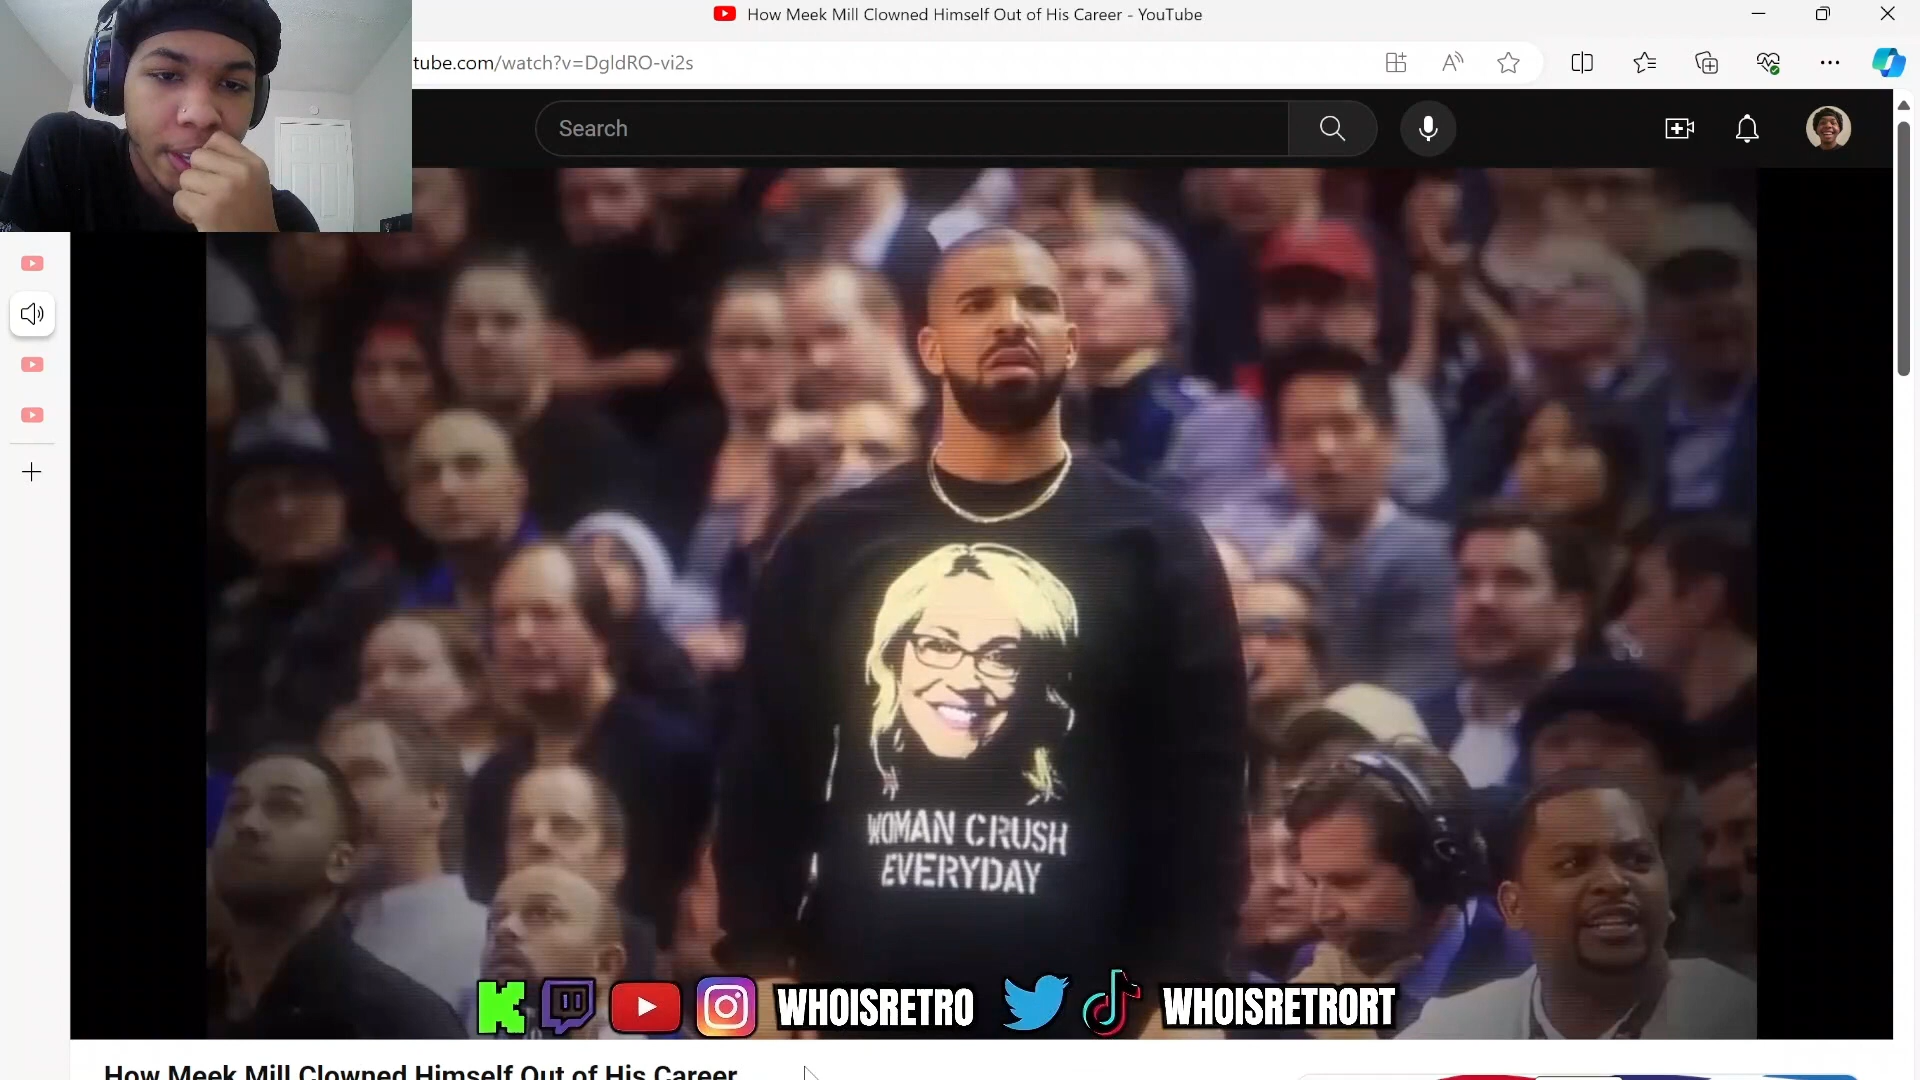 How Meek Mill Clowned Himself Out of His Career - YouTube
tube.com/watch?v=DgldRO-vi2s
Search
WOMAN CRUSH
EVERYDAY
WHOISRETRO
WHOISRETRORT
How Meek Mill Clowned Himself Out of His Career